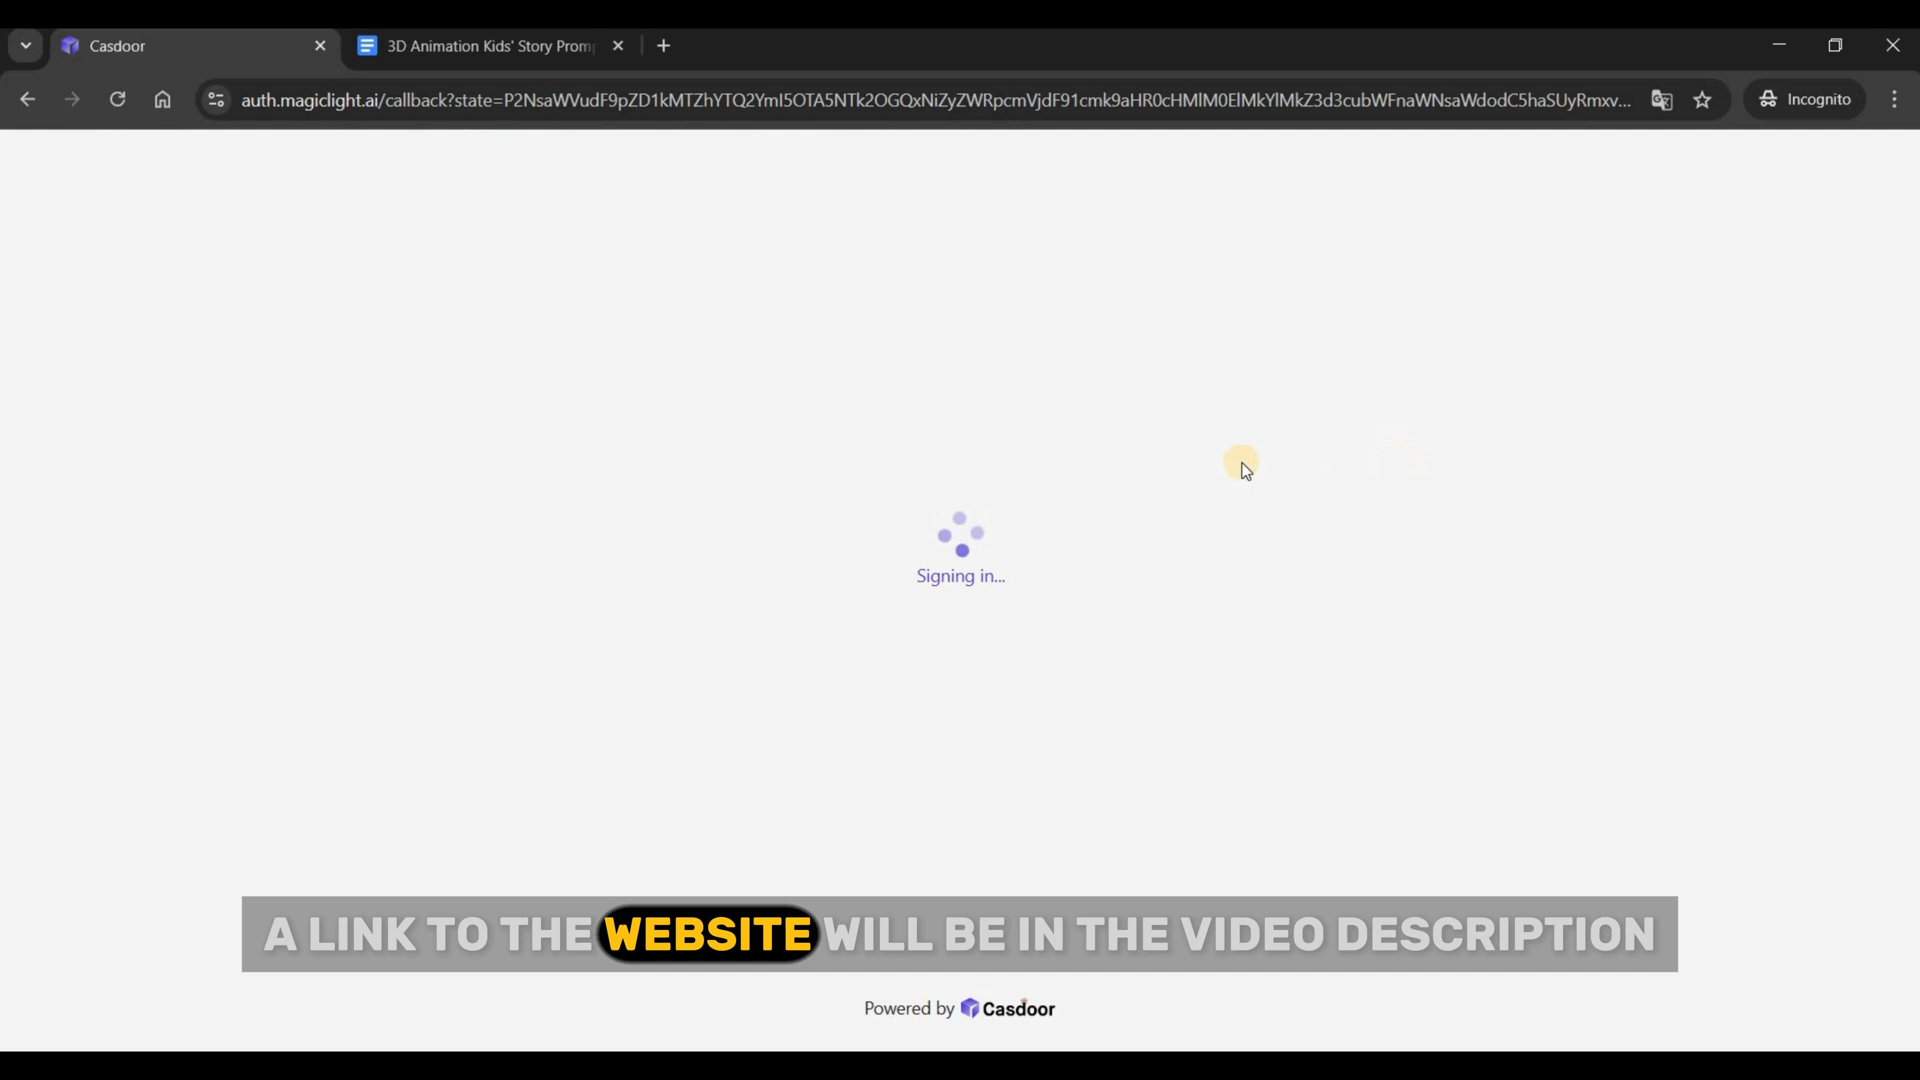 Casdoor
3D Animation Kids' Story Prom
auth.magiclight.ai/callback?state=P2NsaWVudF9pZD1kMTZhYTQ2YmI5OTA5NTk2OGQxNiZyZWRpcmVjdF91cmk9aHR0cHMlM0ElMkYlMkZ3d3cubWFnaWNsaWdodC5haSUyRmxv...
Incognito
Signing in...
A LINK TO THE WEBSITE WILL BE IN THE VIDEO DESCRIPTION
Powered by Casdoor